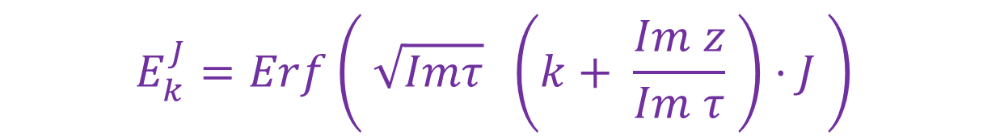 E_k^J = Erf( √Imτ (k + Im z / Im τ) · J )